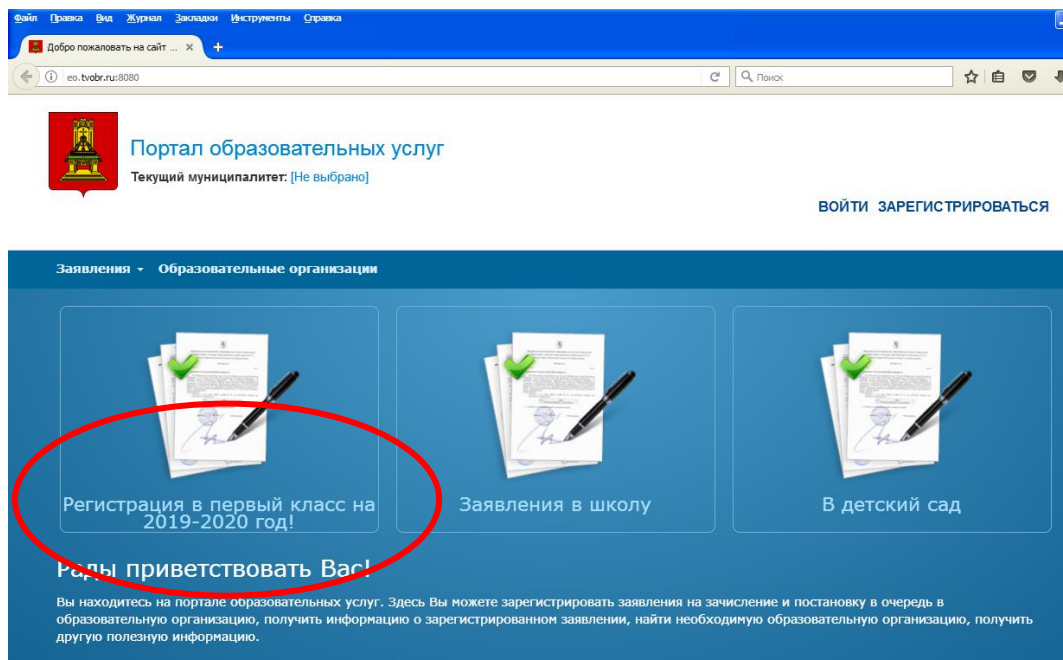 Файл Правка Вид Журнал Закладки Инструменты Справка
Добро пожаловать на сайт ... × +
eo.tvobr.ru:8080
Поиск
Портал образовательных услуг
Текущий муниципалитет: [Не выбрано]
ВОЙТИ ЗАРЕГИСТРИРОВАТЬСЯ
Заявления Образовательные организации
Регистрация в первый класс на
2019-2020 год!
Заявления в школу
В детский сад
Рады приветствовать Вас!
Вы находитесь на портале образовательных услуг. Здесь Вы можете зарегистрировать заявления на зачисление и постановку в очередь в
образовательную организацию, получить информацию о зарегистрированном заявлении, найти необходимую образовательную организацию, получить
другую полезную информацию.